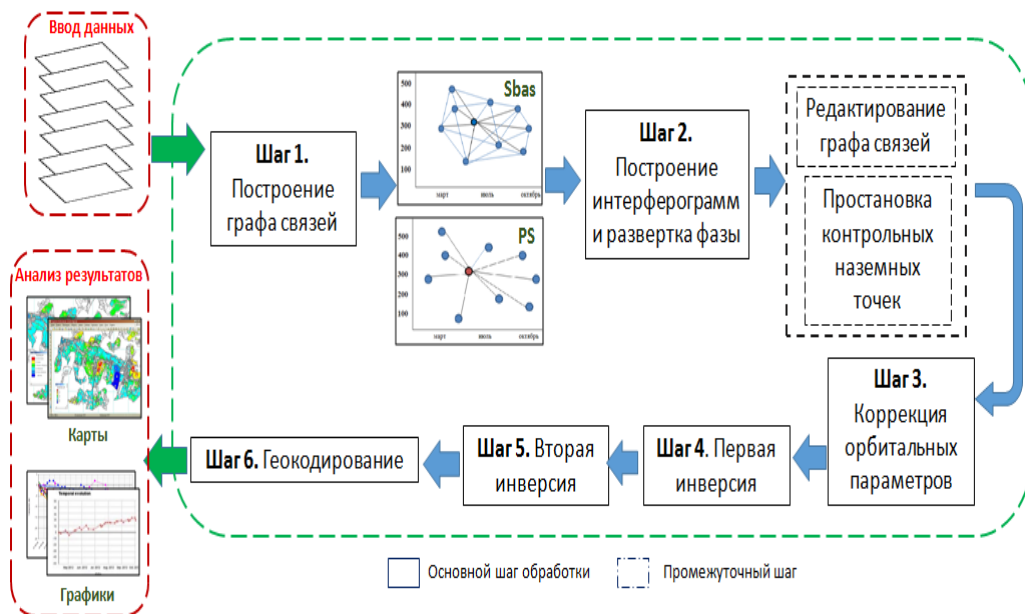 Ввод данных
Шаг 1.
Построение
графа связей
Sbas
500
400
300
200
100
март
июль
октябрь
PS
500
400
300
200
100
март
июль
октябрь
Шаг 2.
Построение
интерферограмм
и развертка фазы
Редактирование
графа связей
Простановка
контрольных
наземных
точек
Шаг 3.
Коррекция
орбитальных
параметров
Шаг 4. Первая
инверсия
Шаг 5. Вторая
инверсия
Шаг 6. Геокодирование
Анализ результатов
Карты
Temporal evolution
Графики
Основной шаг обработки
Промежуточный шаг